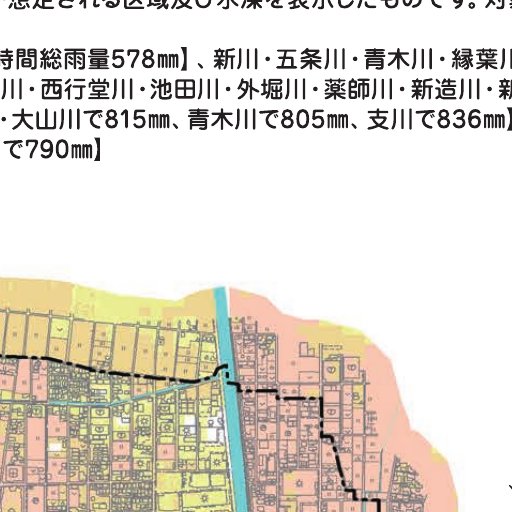 想定される区域及び水深を表示したものです。対
時間総雨量578㎜】、新川・五条川・青木川・縁葉川
川・西行堂川・池田川・外堀川・薬師川・新造川・新
・大山川で815㎜、青木川で805㎜、支川で836㎜】
で790㎜】